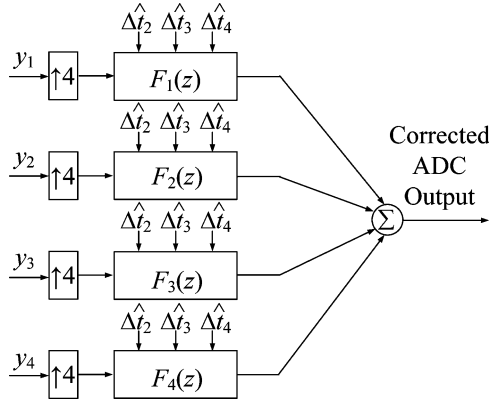 Δt̂2 Δt̂3 Δt̂4
y1 ↑4 F1(z)
Δt̂2 Δt̂3 Δt̂4
y2 ↑4 F2(z)
Δt̂2 Δt̂3 Δt̂4
y3 ↑4 F3(z)
Δt̂2 Δt̂3 Δt̂4
y4 ↑4 F4(z)
Σ
Corrected
ADC
Output